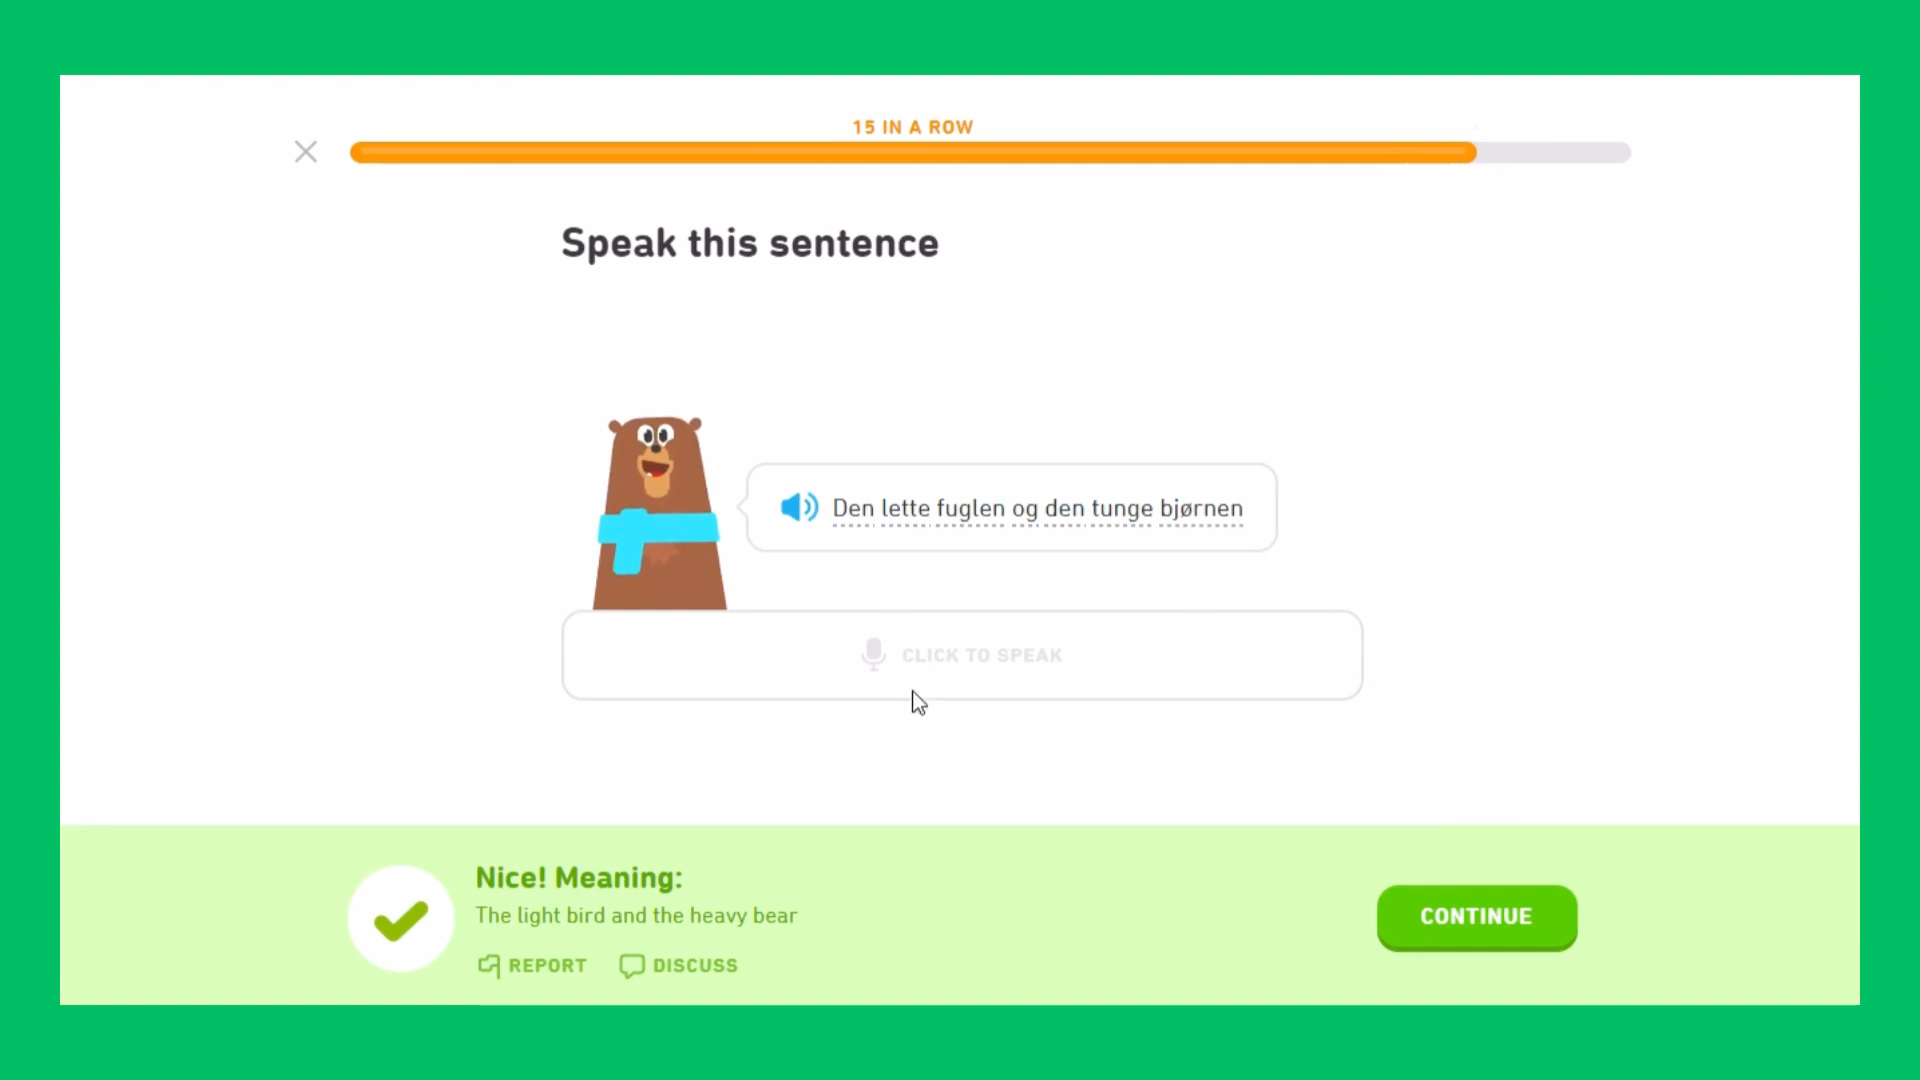 15 IN A ROW
Speak this sentence
Den lette fuglen og den tunge bjørnen
CLICK TO SPEAK
Nice! Meaning:
The light bird and the heavy bear
REPORT DISCUSS
CONTINUE